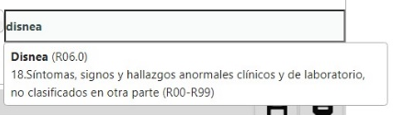 disnea
Disnea (R06.0)
18.Síntomas, signos y hallazgos anormales clínicos y de laboratorio,
no clasificados en otra parte (R00-R99)